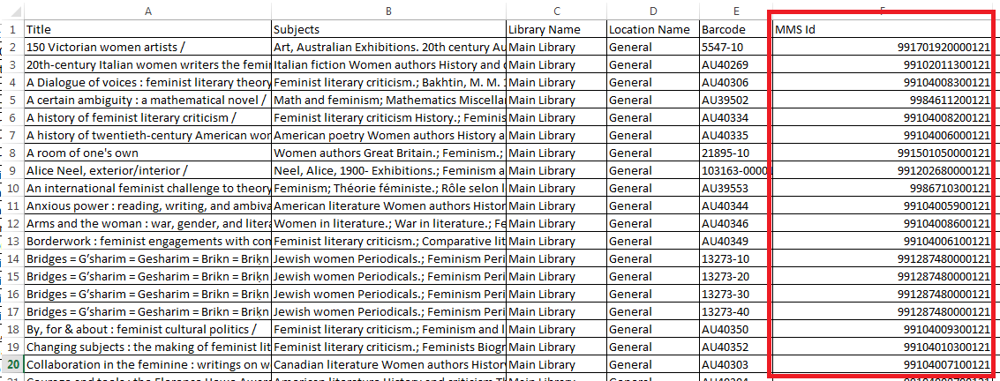 A B C D E
1 Title Subjects Library Name Location Name Barcode MMS Id
2 150 Victorian women artists / Art, Australian Exhibitions. 20th century Au Main Library General 5547-10 991701920000121
3 20th-century Italian women writers the femin Italian fiction Women authors History and c Main Library General AU40269 99102011300121
4 A Dialogue of voices : feminist literary theory Feminist literary criticism.; Bakhtin, M. M. Main Library General AU40306 99104008300121
5 A certain ambiguity : a mathematical novel / Math and feminism; Mathematics Miscellan Main Library General AU39502 9984611200121
6 A history of feminist literary criticism / Feminist literary criticism History.; Feminis Main Library General AU40334 99104008200121
7 A history of twentieth-century American wom American poetry Women authors History a Main Library General AU40335 99104006000121
8 A room of one's own Women authors Great Britain.; Feminism.; Main Library General 21895-10 991501050000121
9 Alice Neel, exterior/interior / Neel, Alice, 1900- Exhibitions.; Feminism a Main Library General 103163-00001 991202680000121
10 An international feminist challenge to theory Feminism; Théorie féministe.; Rôle selon l Main Library General AU39553 9986710300121
11 Anxious power : reading, writing, and ambiva American literature Women authors Histor Main Library General AU40344 99104005900121
12 Arms and the woman : war, gender, and litera Women in literature.; War in literature.; Fe Main Library General AU40346 99104008600121
13 Borderwork : feminist engagements with com Feminist literary criticism.; Comparative lit Main Library General AU40349 99104006100121
14 Bridges = G’sharim = Gesharim = Brikn = Briḳn Jewish women Periodicals.; Feminism Peri Main Library General 13273-10 991287480000121
15 Bridges = G’sharim = Gesharim = Brikn = Briḳn Jewish women Periodicals.; Feminism Peri Main Library General 13273-20 991287480000121
16 Bridges = G’sharim = Gesharim = Brikn = Briḳn Jewish women Periodicals.; Feminism Peri Main Library General 13273-30 991287480000121
17 Bridges = G’sharim = Gesharim = Brikn = Briḳn Jewish women Periodicals.; Feminism Peri Main Library General 13273-40 991287480000121
18 By, for & about : feminist cultural politics / Feminist literary criticism.; Feminism and l Main Library General AU40350 99104009300121
19 Changing subjects : the making of feminist lit Feminist literary criticism.; Feminists Biogr Main Library General AU40352 99104010300121
20 Collaboration in the feminine : writings on w Canadian literature Women authors Histor Main Library General AU40303 99104007100121